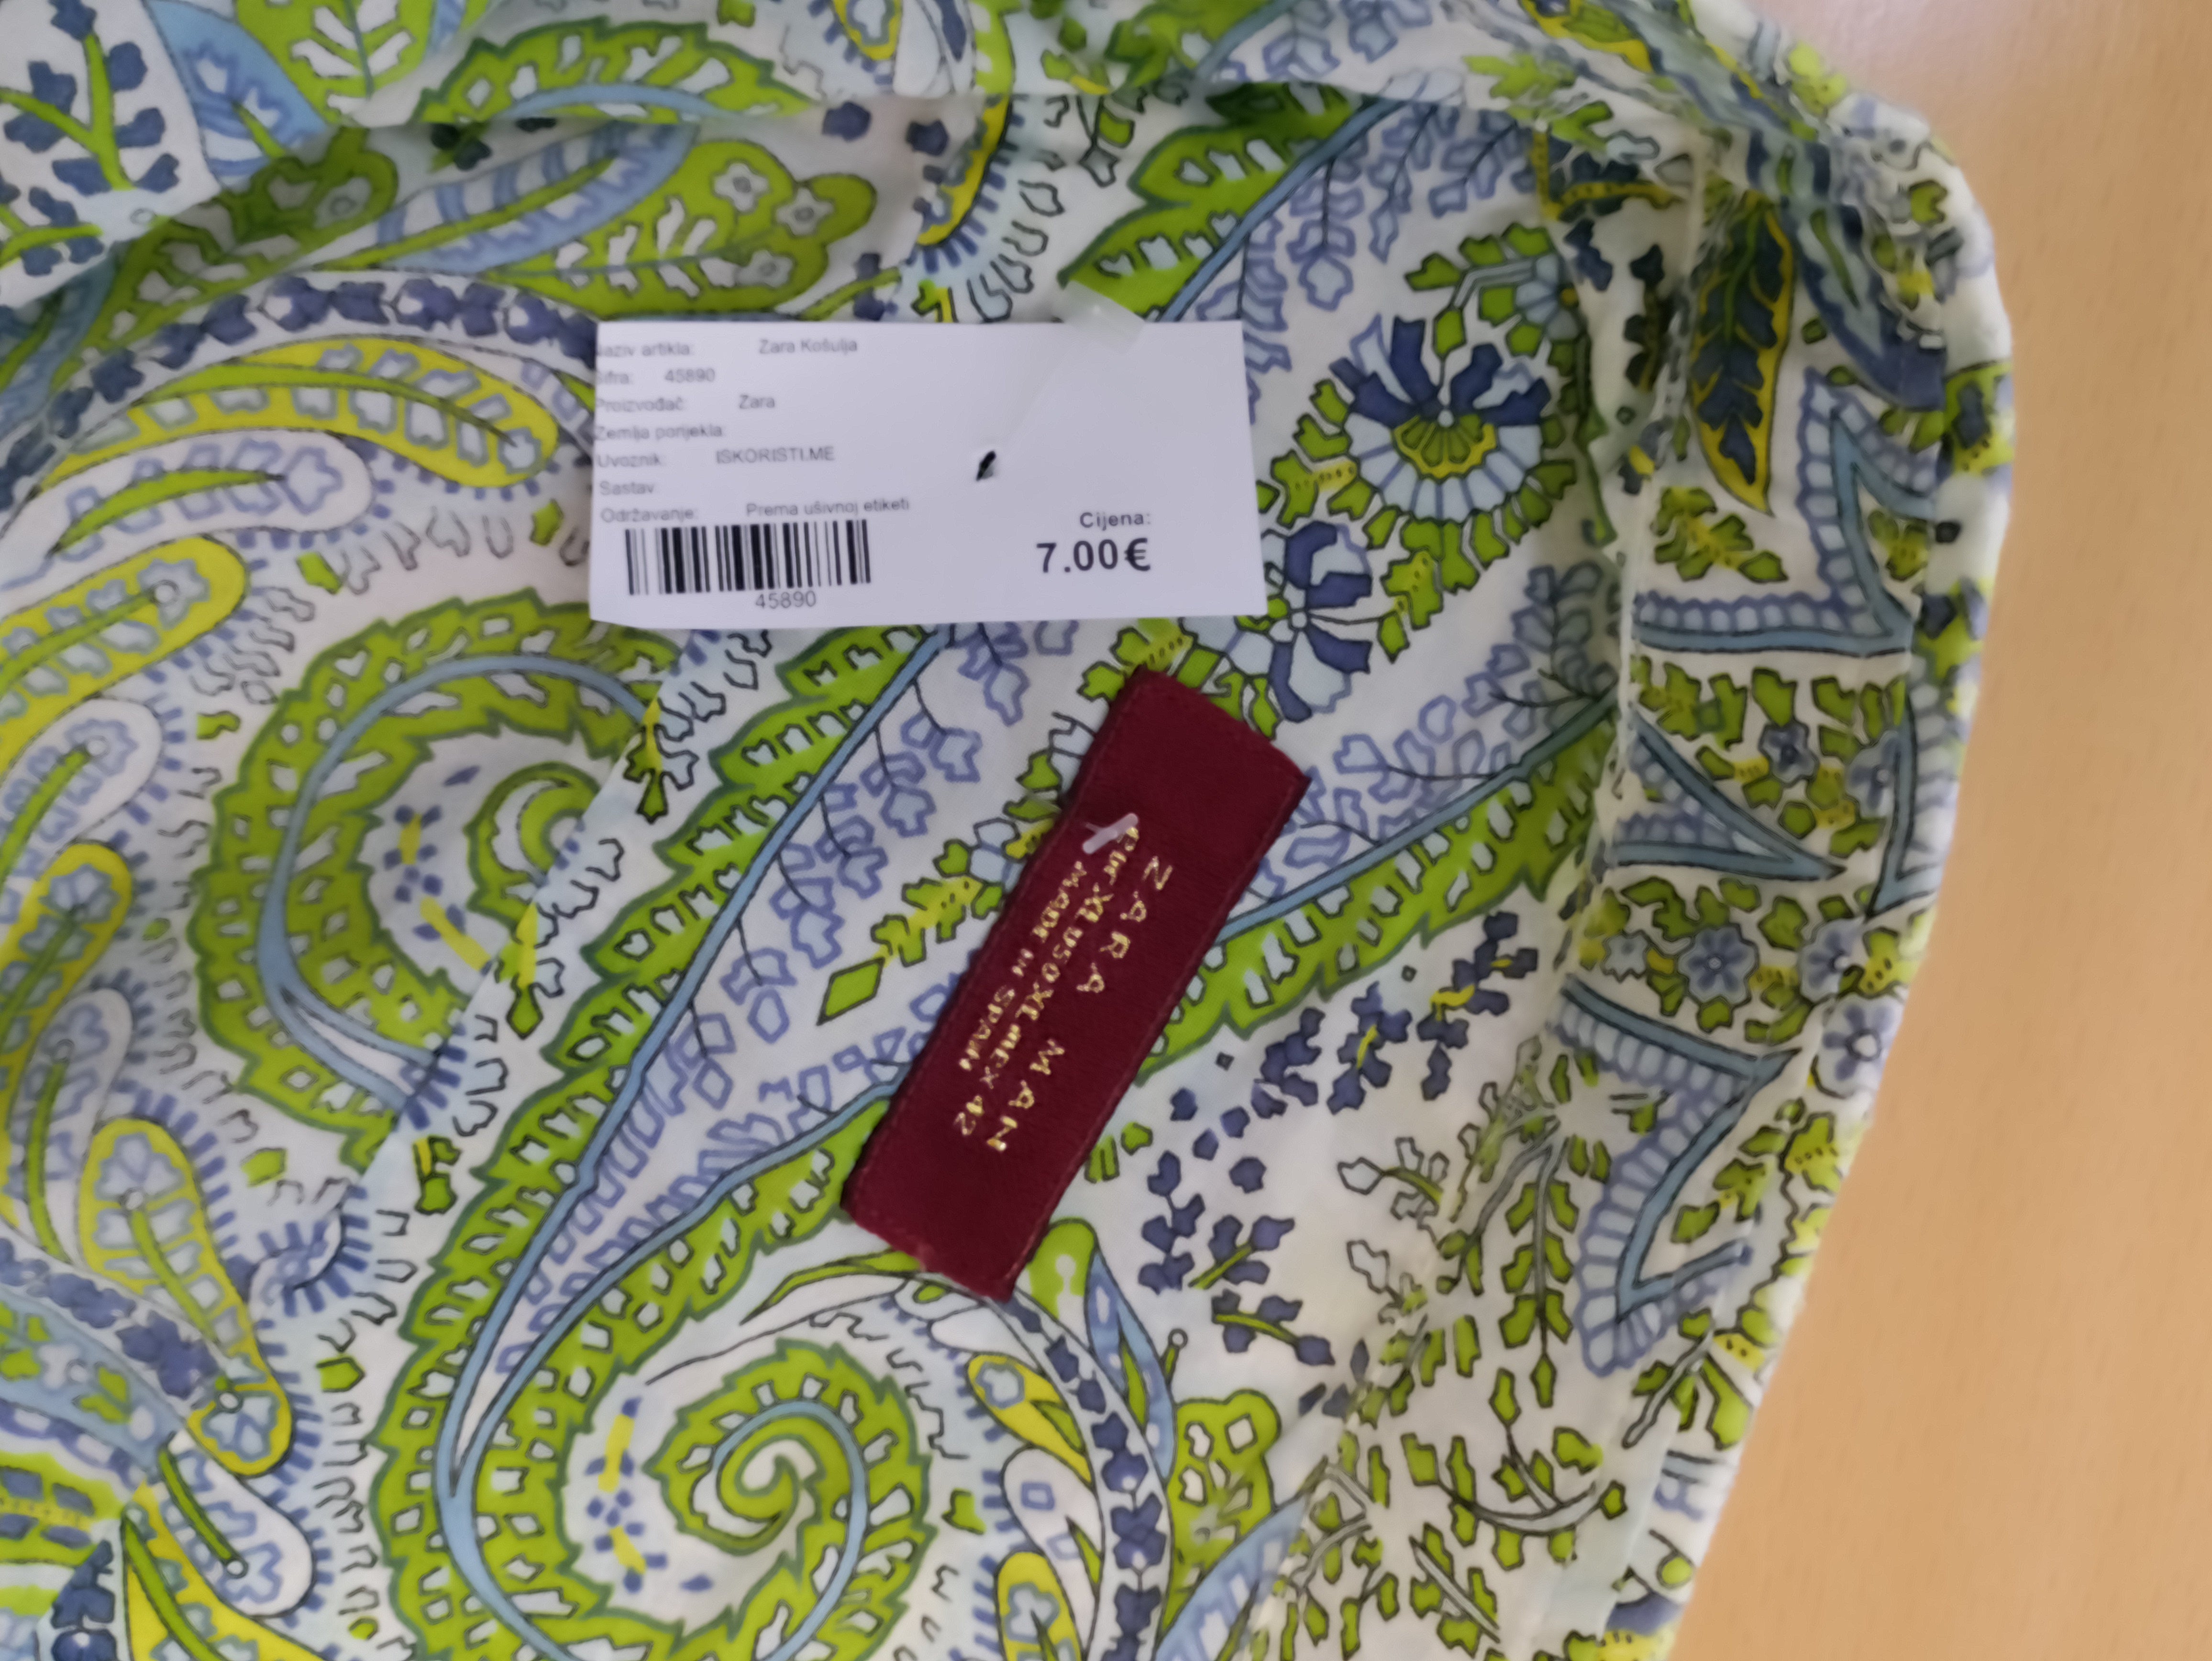 aziv artikla: Zara Košulja
ifra: 45890
Proizvođač: Zara
Zemlja porijekla:
Uvoznik: ISKORISTI.ME
Sastav:
Održavanje: Prema ušivnoj etiketi
45890
Cijena:
7.00€
ZARA MAN
EUR XL USO XL MEX 42
MADE IN SPAIN